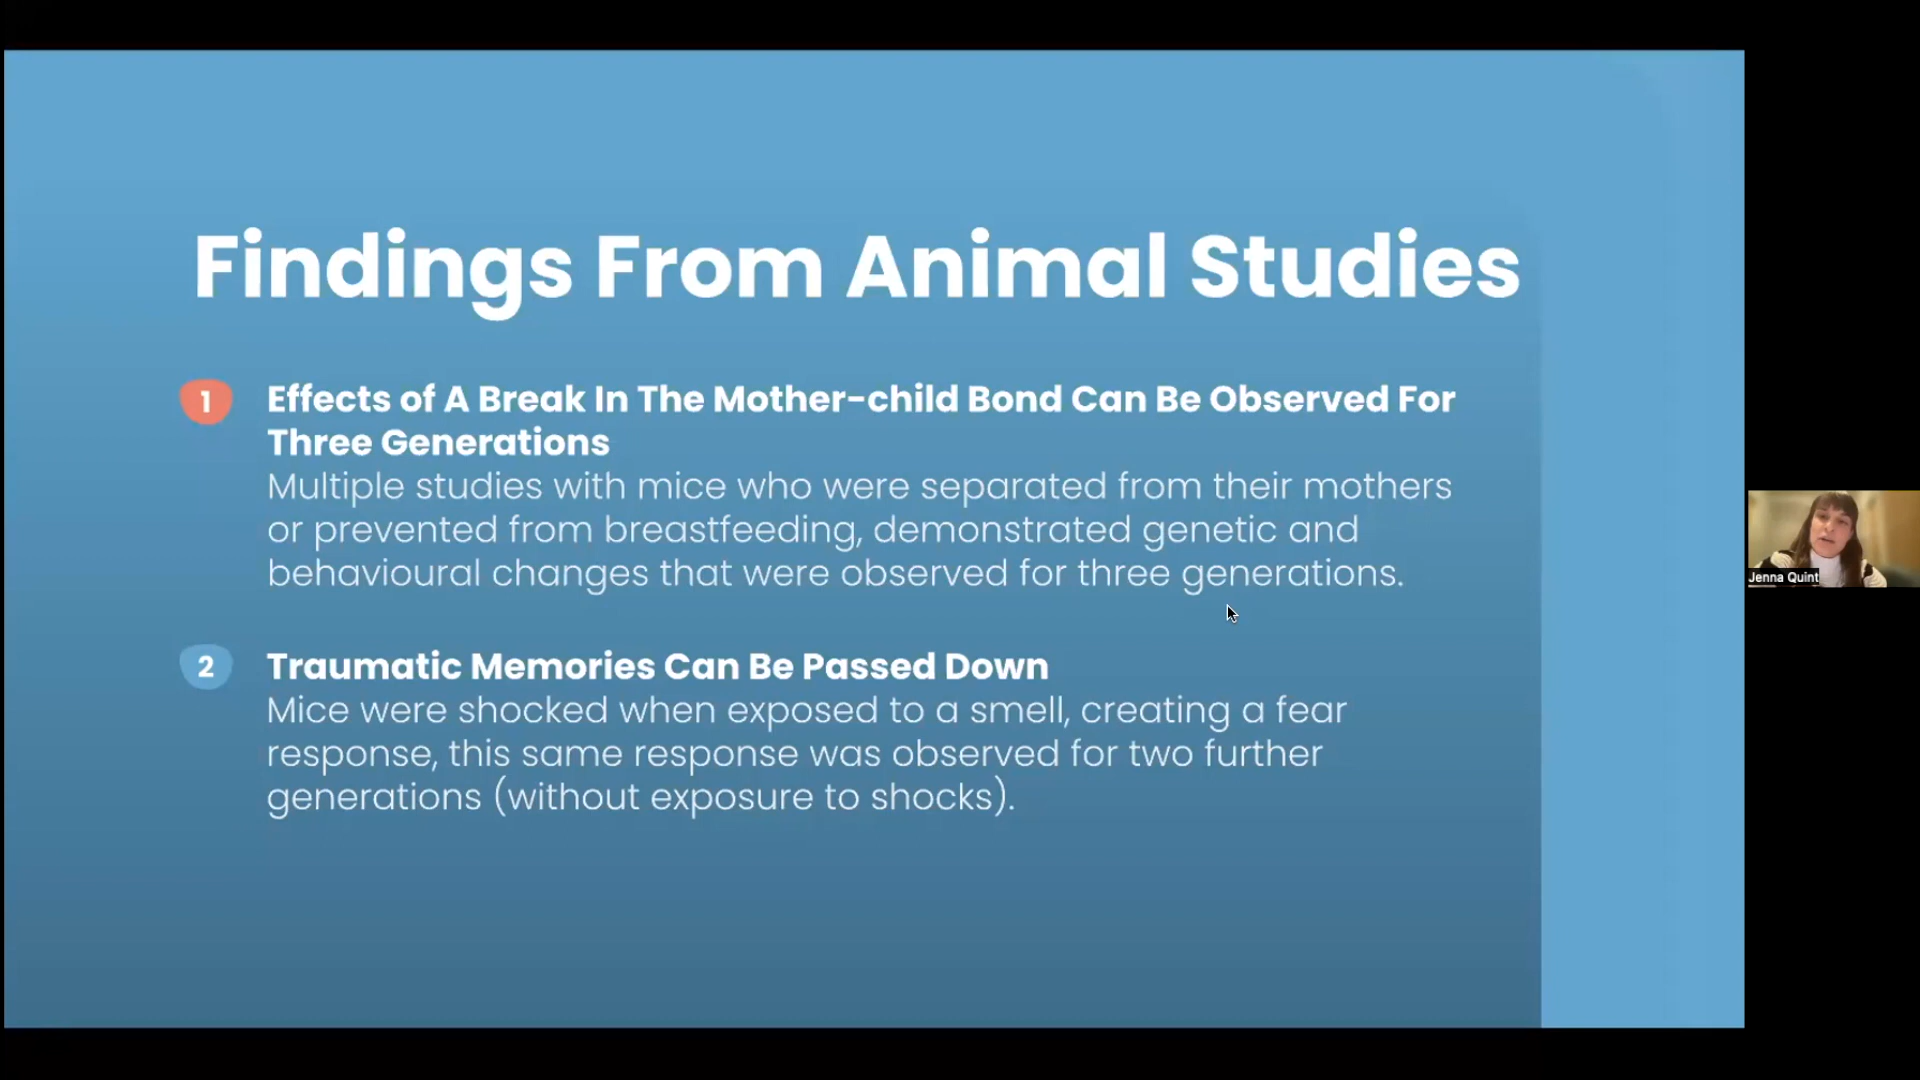 Findings From Animal Studies
1
Effects of A Break In The Mother-child Bond Can Be Observed For
Three Generations
Multiple studies with mice who were separated from their mothers
or prevented from breastfeeding, demonstrated genetic and
behavioural changes that were observed for three generations.
2
Traumatic Memories Can Be Passed Down
Mice were shocked when exposed to a smell, creating a fear
response, this same response was observed for two further
generations (without exposure to shocks).
Jenna Quint